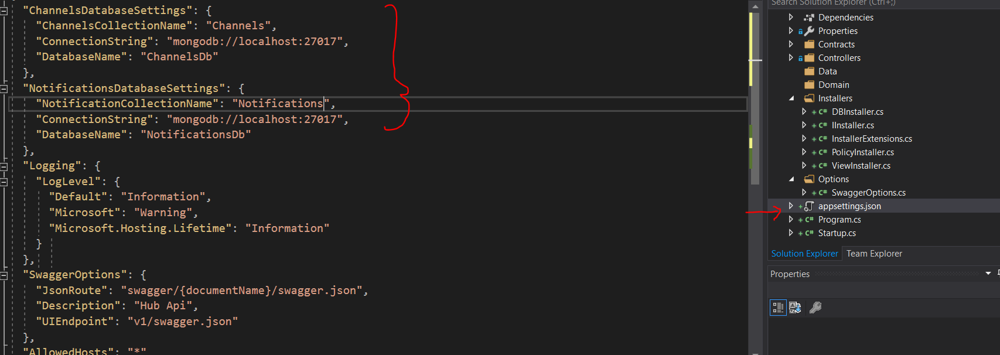 "ChannelsDatabaseSettings": {
"ChannelsCollectionName": "Channels",
"ConnectionString": "mongodb://localhost:27017",
"DatabaseName": "ChannelsDb"
},
"NotificationsDatabaseSettings": {
"NotificationCollectionName": "Notifications",
"ConnectionString": "mongodb://localhost:27017",
"DatabaseName": "NotificationsDb"
},
"Logging": {
"LogLevel": {
"Default": "Information",
"Microsoft": "Warning",
"Microsoft.Hosting.Lifetime": "Information"
}
},
"SwaggerOptions": {
"JsonRoute": "swagger/{documentName}/swagger.json",
"Description": "Hub Api",
"UIEndpoint": "v1/swagger.json"
},
"AllowedHosts": "*"
Search Solution Explorer (Ctrl+;)
Dependencies
Properties
Contracts
Controllers
Data
Domain
Installers
+ C# DBInstaller.cs
+ C# IInstaller.cs
+ C# InstallerExtensions.cs
+ C# PolicyInstaller.cs
+ C# ViewInstaller.cs
Options
+ C# SwaggerOptions.cs
+ appsettings.json
+ C# Program.cs
+ C# Startup.cs
Solution Explorer Team Explorer
Properties